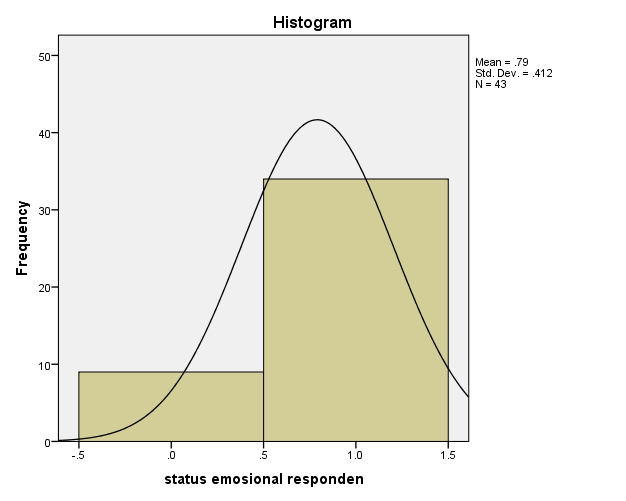 Histogram
Mean = .79
Std. Dev. = .412
N = 43
50
40
30
20
10
0
Frequency
-.5
.0
.5
1.0
1.5
status emosional responden